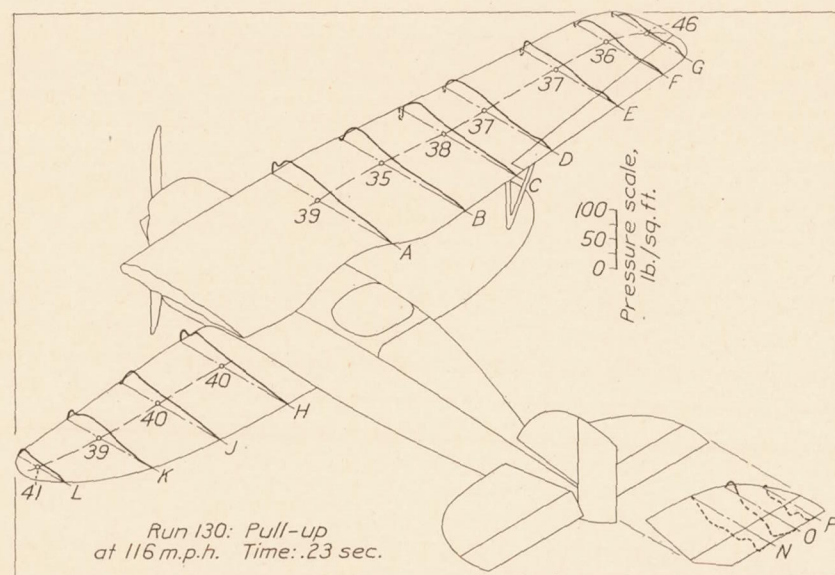 46
36
G
F
37
E
37
38
D
35
C
39
B
A
100
50
0
Pressure scale,
lb./sq. ft.
40
H
40
J
39
K
41
L
P
O
N
Run 130: Pull-up
at 116 m.p.h. Time: .23 sec.